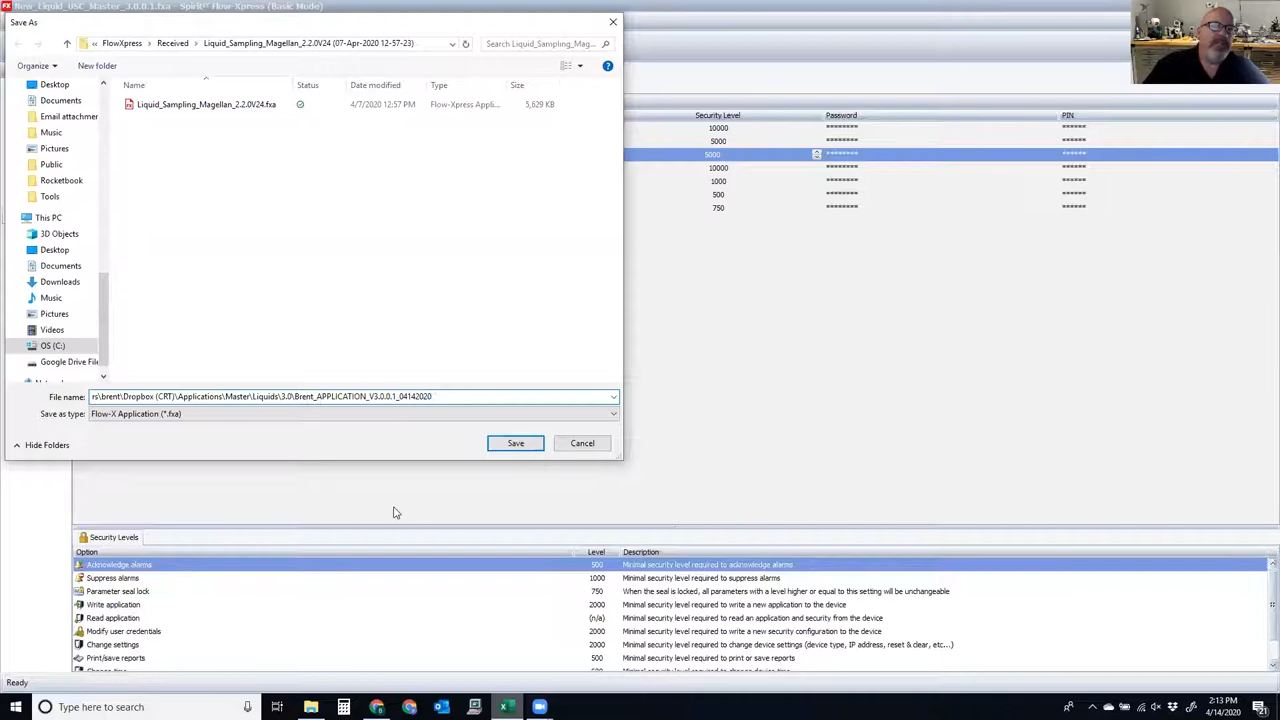 New_Liquid_USC_Master_3.0.0.1.fxa - Spirit IT Flow-Xpress (Basic Mode)
Save As
« FlowXpress > Received > Liquid_Sampling_Magellan_2.2.0V24 (07-Apr-2020 12-57-23)
Search Liquid_Sampling_Mag...
Organize
New folder
Desktop
Documents
Email attachmer
Music
Pictures
Public
Rocketbook
Tools
This PC
3D Objects
Desktop
Documents
Downloads
Music
Pictures
Videos
OS (C:)
Google Drive File
Name Status Date modified Type Size
Liquid_Sampling_Magellan_2.2.0V24.fxa 4/7/2020 12:57 PM Flow-Xpress Appli... 5,629 KB
File name: rs\brent\Dropbox (CRT)\Applications\Master\Liquids\3.0\Brent_APPLICATION_V3.0.0.1_04142020
Save as type: Flow-X Application (*.fxa)
Hide Folders
Save Cancel
Security Level Password PIN
10000 ******** ******
5000 ******** ******
5000 ******** ******
10000 ******** ******
1000 ******** ******
500 ******** ******
750 ******** ******
Security Levels
Option Level Description
Acknowledge alarms 500 Minimal security level required to acknowledge alarms
Suppress alarms 1000 Minimal security level required to suppress alarms
Parameter seal lock 750 When the seal is locked, all parameters with a level higher or equal to this setting will be unchangeable
Write application 2000 Minimal security level required to write a new application to the device
Read application (n/a) Minimal security level required to read an application and security from the device
Modify user credentials 2000 Minimal security level required to write a new security configuration to the device
Change settings 2000 Minimal security level required to change device settings (device type, IP address, reset & clear, etc...)
Print/save reports 500 Minimal security level required to print or save reports
Ready
Type here to search
2:13 PM
4/14/2020
21